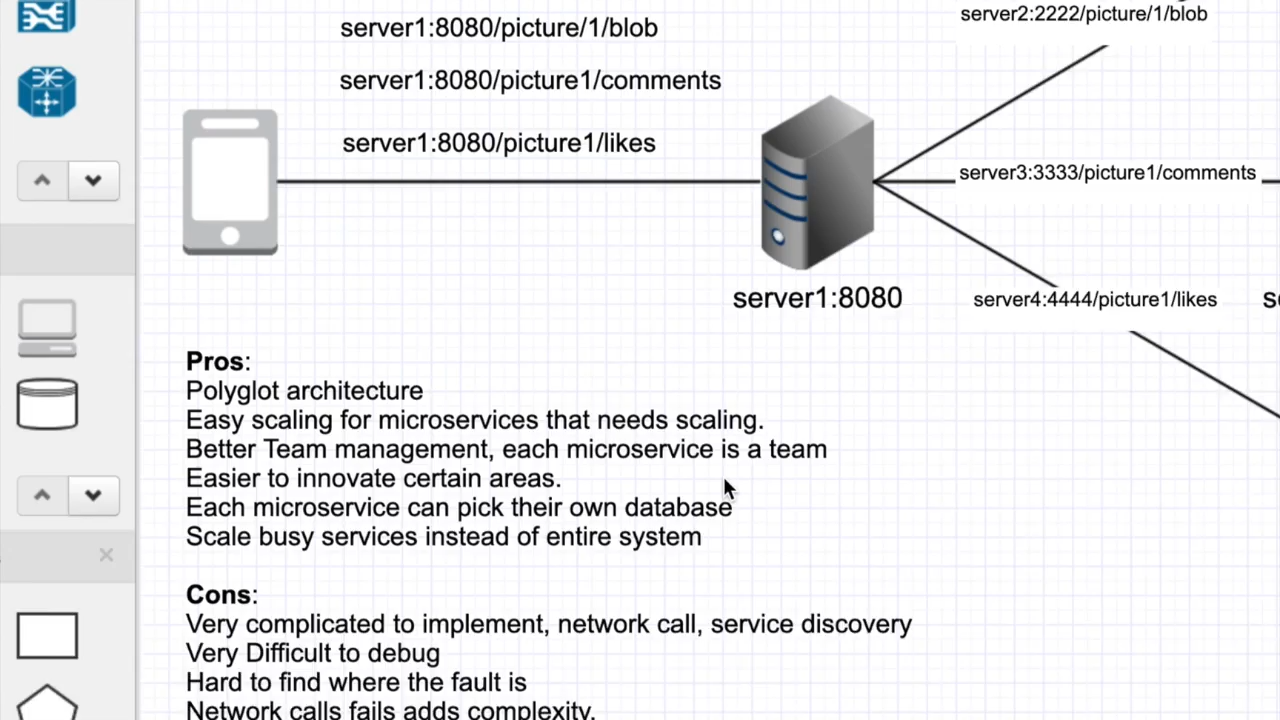 server1:8080/picture/1/blob
server2:2222/picture/1/blob
server1:8080/picture1/comments
server1:8080/picture1/likes
server3:3333/picture1/comments
server1:8080
server4:4444/picture1/likes
Pros:
Polyglot architecture
Easy scaling for microservices that needs scaling.
Better Team management, each microservice is a team
Easier to innovate certain areas.
Each microservice can pick their own database
Scale busy services instead of entire system
Cons:
Very complicated to implement, network call, service discovery
Very Difficult to debug
Hard to find where the fault is
Network calls fails adds complexity.